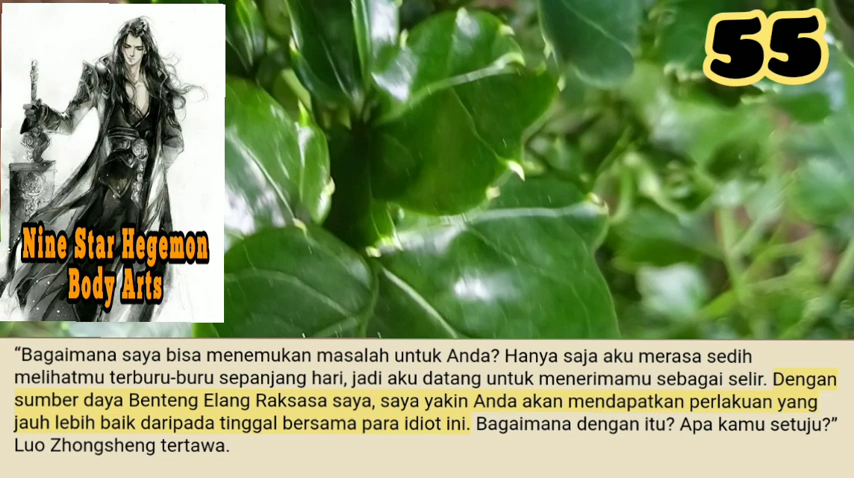 55
Nine Star Hegemon
Body Arts
“Bagaimana saya bisa menemukan masalah untuk Anda? Hanya saja aku merasa sedih
melihatmu terburu-buru sepanjang hari, jadi aku datang untuk menerimamu sebagai selir. Dengan
sumber daya Benteng Elang Raksasa saya, saya yakin Anda akan mendapatkan perlakuan yang
jauh lebih baik daripada tinggal bersama para idiot ini. Bagaimana dengan itu? Apa kamu setuju?”
Luo Zhongsheng tertawa.